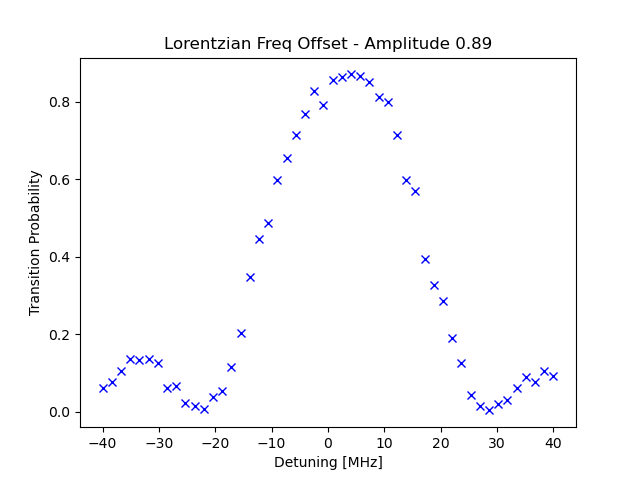 Lorentzian Freq Offset - Amplitude 0.89
Transition Probability
0.8
0.6
0.4
0.2
0.0
−40 −30 −20 −10 0 10 20 30 40
Detuning [MHz]